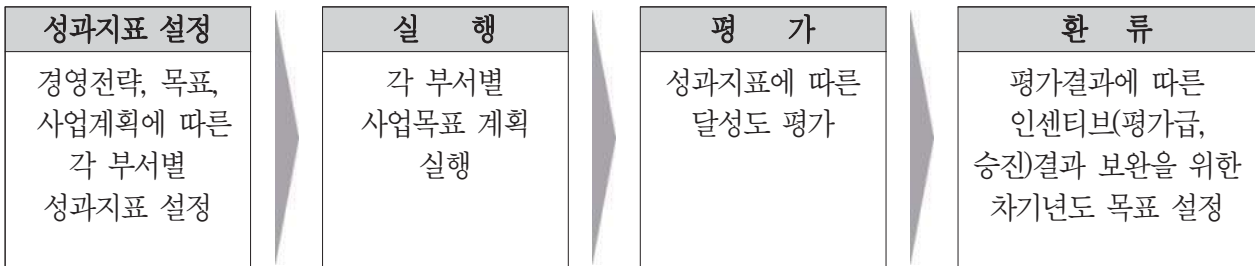 성과지표 설정
경영전략, 목표,
사업계획에 따른
각 부서별
성과지표 설정
실 행
각 부서별
사업목표 계획
실행
평 가
성과지표에 따른
달성도 평가
환 류
평가결과에 따른
인센티브(평가급,
승진)결과 보완을 위한
차기년도 목표 설정